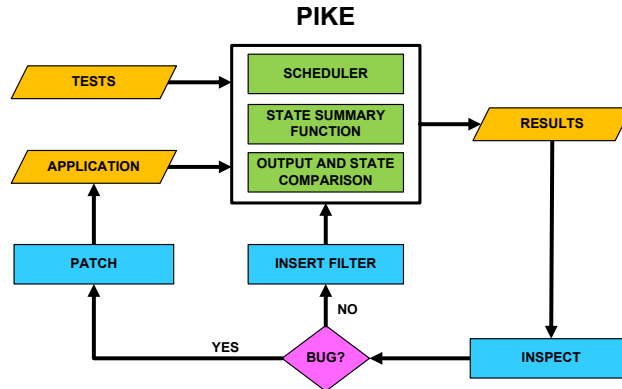 PIKE
TESTS
SCHEDULER
STATE SUMMARY
FUNCTION
RESULTS
APPLICATION
OUTPUT AND STATE
COMPARISON
PATCH
INSERT FILTER
NO
YES
BUG?
INSPECT